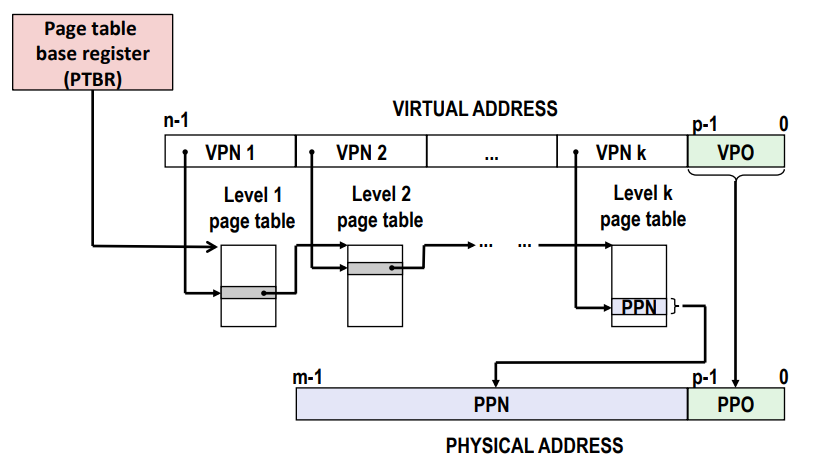 Page table
base register
(PTBR)
VIRTUAL ADDRESS
n-1
p-1
0
VPN 1
VPN 2
...
VPN k
VPO
Level 1
page table
Level 2
page table
Level k
page table
...
...
PPN
m-1
p-1
0
PPN
PPO
PHYSICAL ADDRESS